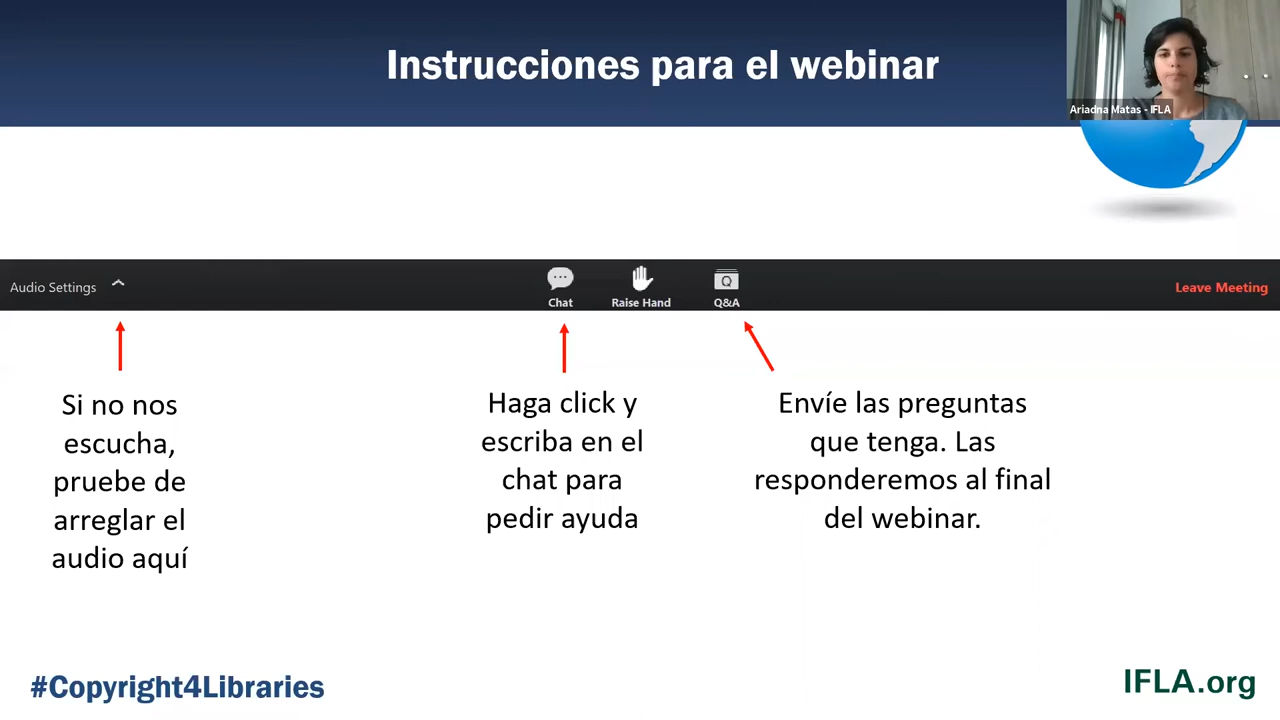 Instrucciones para el webinar
Ariadna Matas - IFLA
Audio Settings
Chat
Raise Hand
Q
Q&A
Leave Meeting
Si no nos
escucha,
pruebe de
arreglar el
audio aquí
Haga click y
escriba en el
chat para
pedir ayuda
Envíe las preguntas
que tenga. Las
responderemos al final
del webinar.
#Copyright4Libraries
IFLA.org